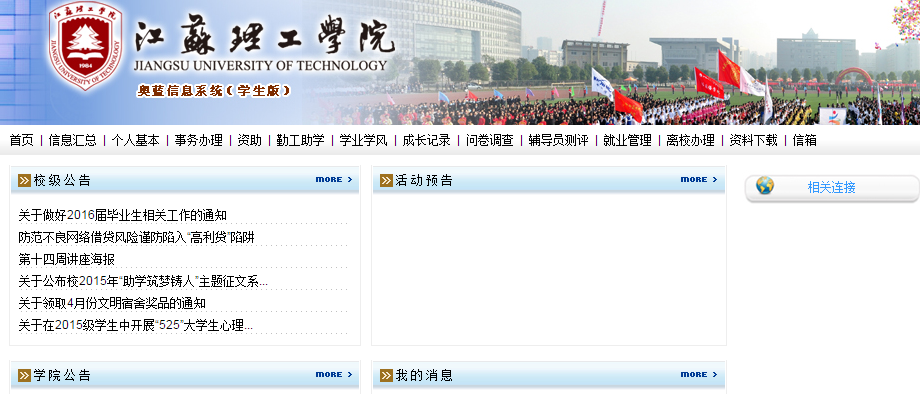 江蘇理工學院
JIANGSU UNIVERSITY OF TECHNOLOGY
1984
奥蓝信息系统(学生版)
首页 | 信息汇总 | 个人基本 | 事务办理 | 资助 | 勤工助学 | 学业学风 | 成长记录 | 问卷调查 | 辅导员测评 | 就业管理 | 离校办理 | 资料下载 | 信箱
校级公告 MORE
活动预告 MORE
相关连接
关于做好2016届毕业生相关工作的通知
防范不良网络借贷风险谨防陷入“高利贷”陷阱
第十四周讲座海报
关于公布校2015年“助学筑梦铸人”主题征文系...
关于领取4月份文明宿舍奖品的通知
关于在2015级学生中开展“525”大学生心理...
学院公告 MORE
我的消息 MORE